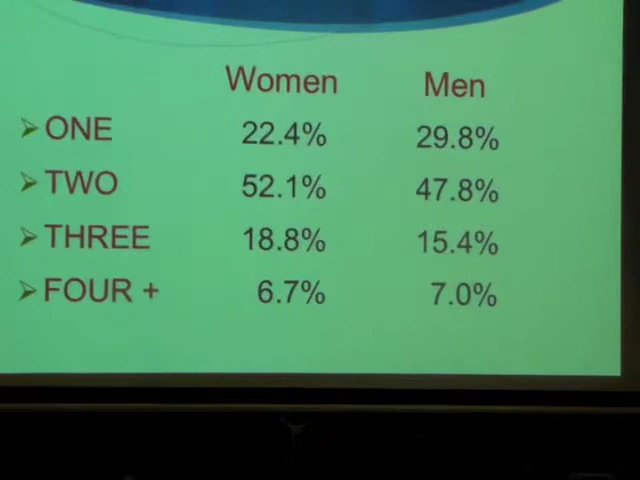 Women Men
ONE 22.4% 29.8%
TWO 52.1% 47.8%
THREE 18.8% 15.4%
FOUR + 6.7% 7.0%